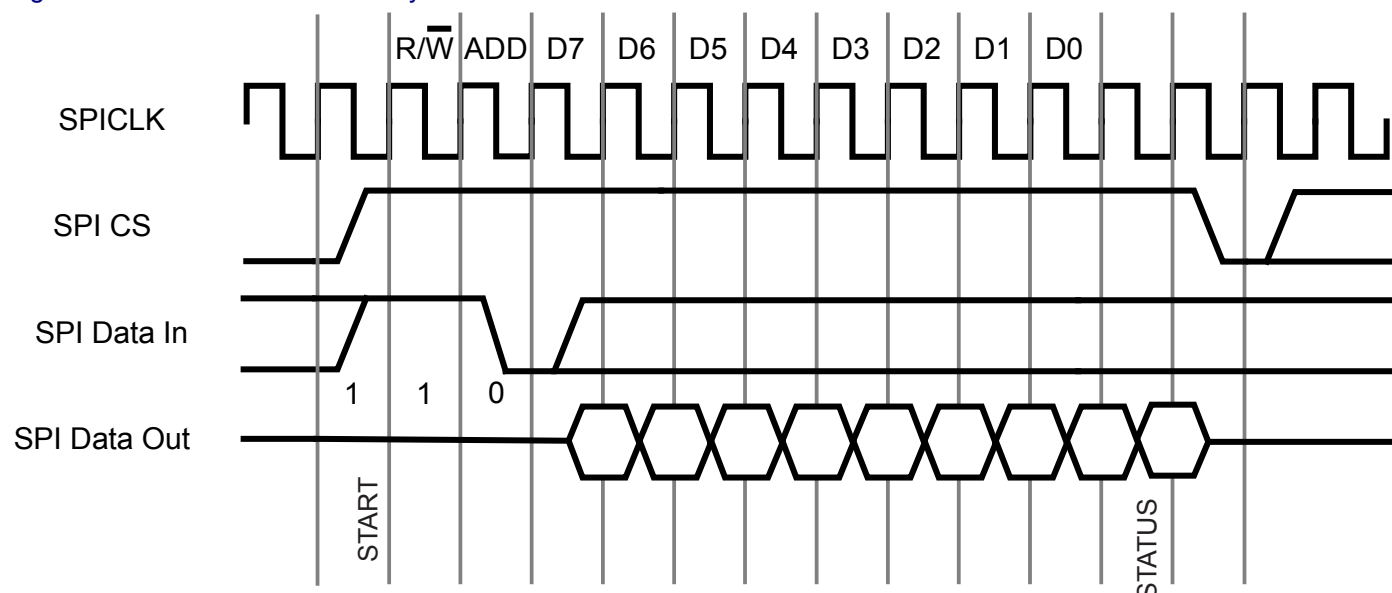 R/W̅ ADD D7 D6 D5 D4 D3 D2 D1 D0
SPICLK
SPI CS
SPI Data In
1 1 0
SPI Data Out
START
STATUS